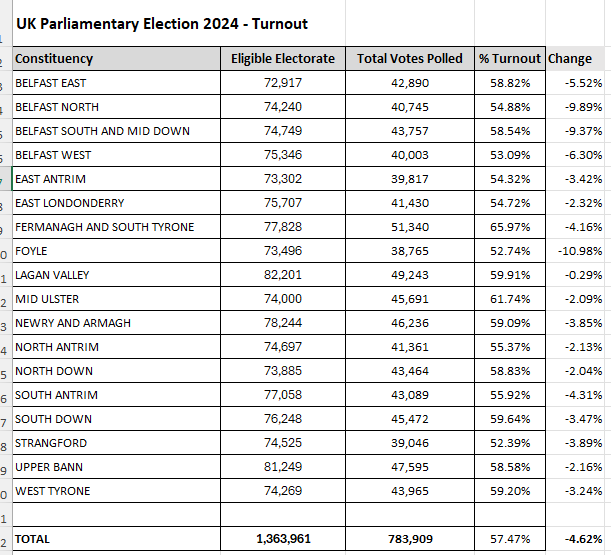 UK Parliamentary Election 2024 - Turnout
Constituency Eligible Electorate Total Votes Polled % Turnout Change
BELFAST EAST 72,917 42,890 58.82% -5.52%
BELFAST NORTH 74,240 40,745 54.88% -9.89%
BELFAST SOUTH AND MID DOWN 74,749 43,757 58.54% -9.37%
BELFAST WEST 75,346 40,003 53.09% -6.30%
EAST ANTRIM 73,302 39,817 54.32% -3.42%
EAST LONDONDERRY 75,707 41,430 54.72% -2.32%
FERMANAGH AND SOUTH TYRONE 77,828 51,340 65.97% -4.16%
FOYLE 73,496 38,765 52.74% -10.98%
LAGAN VALLEY 82,201 49,243 59.91% -0.29%
MID ULSTER 74,000 45,691 61.74% -2.09%
NEWRY AND ARMAGH 78,244 46,236 59.09% -3.85%
NORTH ANTRIM 74,697 41,361 55.37% -2.13%
NORTH DOWN 73,885 43,464 58.83% -2.04%
SOUTH ANTRIM 77,058 43,089 55.92% -4.31%
SOUTH DOWN 76,248 45,472 59.64% -3.47%
STRANGFORD 74,525 39,046 52.39% -3.89%
UPPER BANN 81,249 47,595 58.58% -2.16%
WEST TYRONE 74,269 43,965 59.20% -3.24%
TOTAL 1,363,961 783,909 57.47% -4.62%